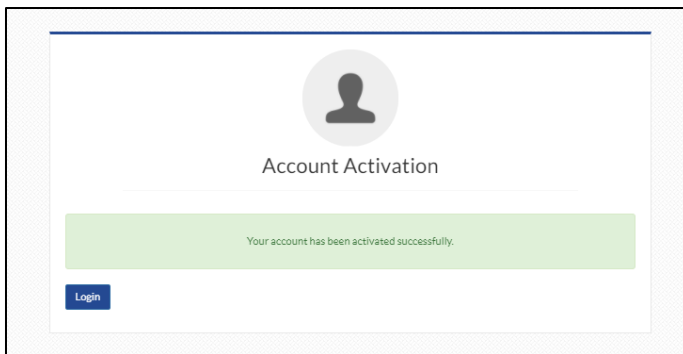 Account Activation
Your account has been activated successfully.
Login